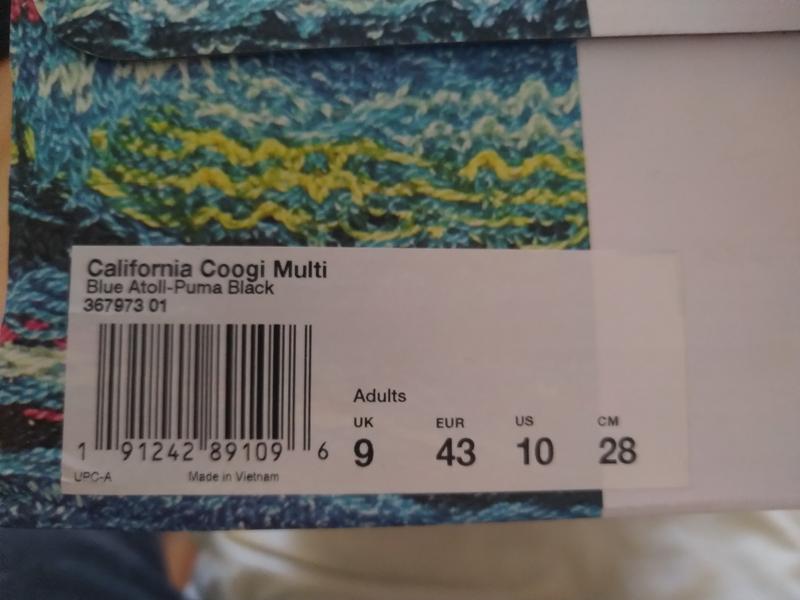 California Coogi Multi
Blue Atoll-Puma Black
367973 01
1 91242 89109 6
UPC-A
Made in Vietnam
Adults
UK EUR US CM
9 43 10 28